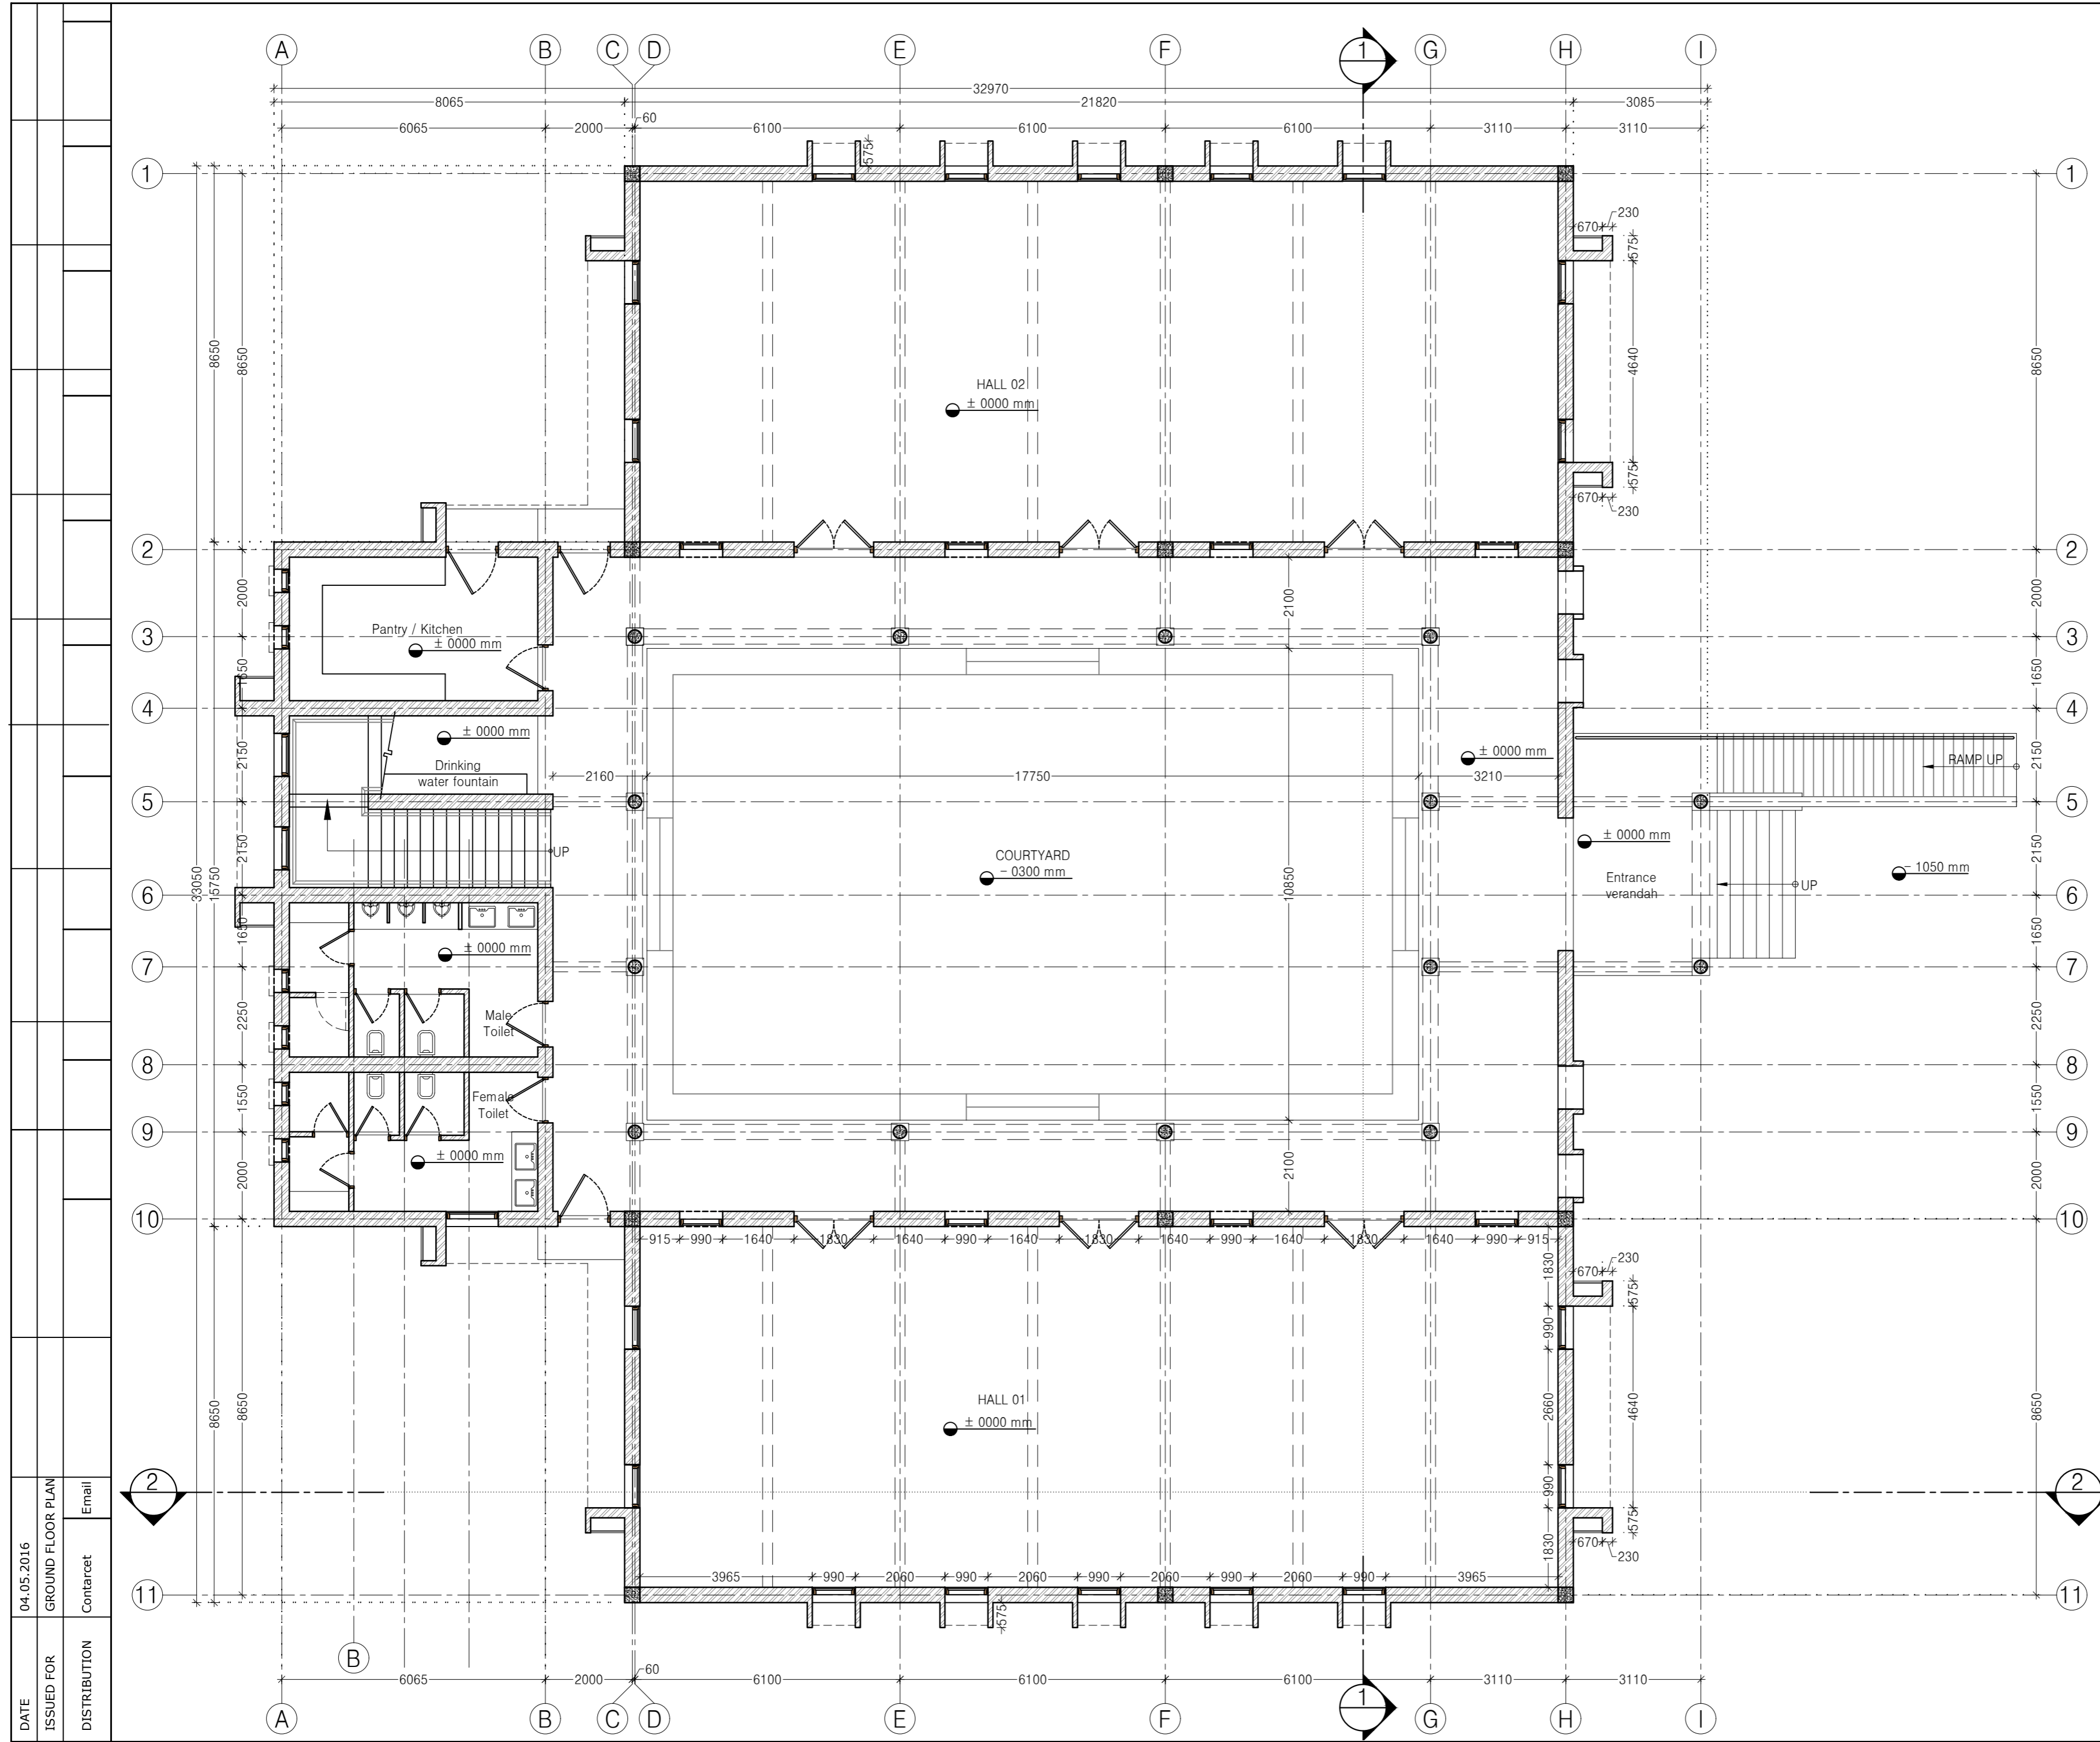 A B C D E F 1 G H I
32970
8065 21820 3085
60
6065 2000 6100 6100 6100 3110 3110
575
1 1
230
670
575
8650 8650 4640 8650
HALL 02
± 0000 mm
575
670
230
2 2
2000 2100 2000
Pantry / Kitchen
± 0000 mm
3 3
1650 1650
4 4
± 0000 mm ± 0000 mm
2150 2150
Drinking
water fountain
RAMP UP
2160 17750 3210
5 5
± 0000 mm
2150 2150
UP
COURTYARD
- 0300 mm
- 1050 mm
Entrance
verandah
UP
33050 15750 10850
6 6
1650 1650
± 0000 mm
7 7
2250 2250
Male
Toilet
8 8
1550 1550
Female
Toilet
9 9
± 0000 mm
2000 2100 2000
10 10
915 990 1640 1830 1640 990 1640 1830 1640 990 1640 1830 1640 990 915
230
670
1830 575
990
8650 8650 2660 4640 8650
HALL 01
± 0000 mm
2 2
990
575
1830 670
230
3965 990 2060 990 2060 990 2060 990 2060 990 3965
11 11
575
B
60
6065 2000 6100 6100 6100 3110 3110
A B C D E F 1 G H I
DATE 04.05.2016
ISSUED FOR GROUND FLOOR PLAN
DISTRIBUTION Contarcet Email